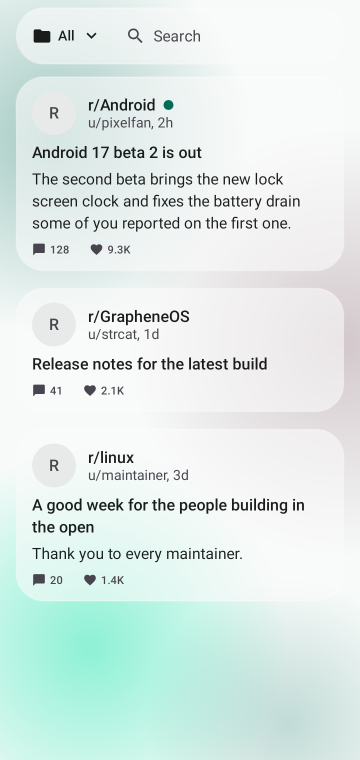 All
Search
R
r/Android
u/pixelfan, 2h
Android 17 beta 2 is out
The second beta brings the new lock
screen clock and fixes the battery drain
some of you reported on the first one.
128
9.3K
R
r/GrapheneOS
u/strcat, 1d
Release notes for the latest build
41
2.1K
R
r/linux
u/maintainer, 3d
A good week for the people building in
the open
Thank you to every maintainer.
20
1.4K